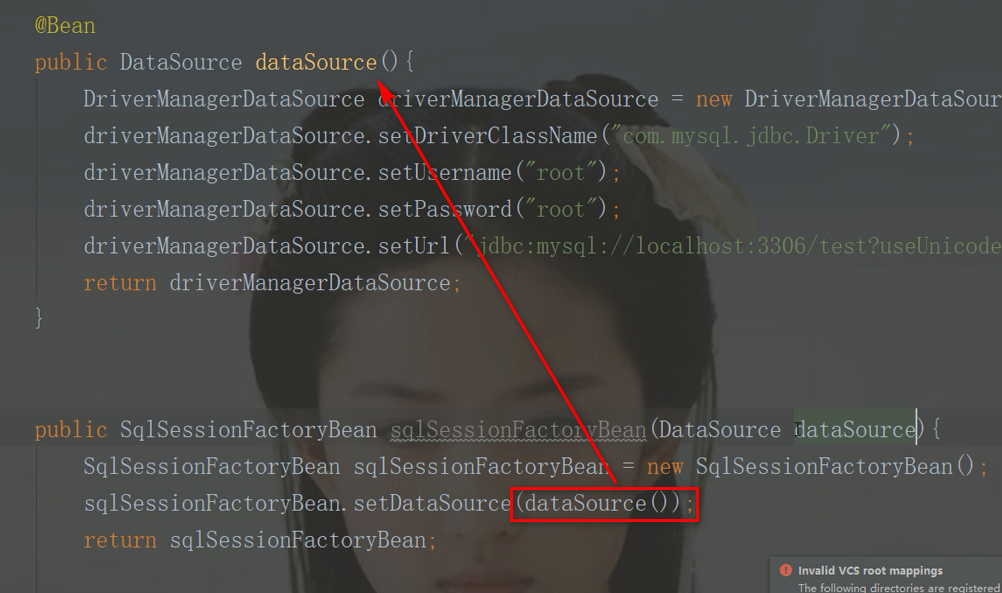 @Bean
public DataSource dataSource(){
DriverManagerDataSource driverManagerDataSource = new DriverManagerDataSour
driverManagerDataSource.setDriverClassName("com.mysql.jdbc.Driver");
driverManagerDataSource.setUsername("root");
driverManagerDataSource.setPassword("root");
driverManagerDataSource.setUrl("jdbc:mysql://localhost:3306/test?useUnicode
return driverManagerDataSource;
}
public SqlSessionFactoryBean sqlSessionFactoryBean(DataSource dataSource){
SqlSessionFactoryBean sqlSessionFactoryBean = new SqlSessionFactoryBean();
sqlSessionFactoryBean.setDataSource(dataSource());
return sqlSessionFactoryBean;
Invalid VCS root mappings
The following directories are registered